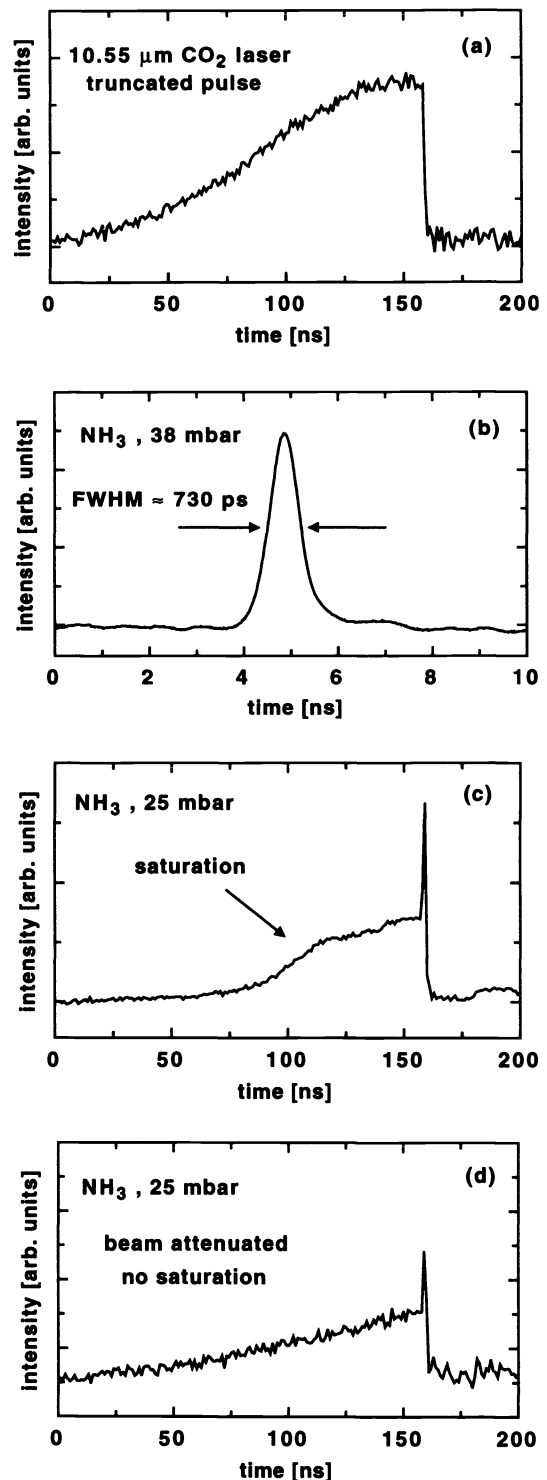 (a)
10.55 μm CO₂ laser
truncated pulse
intensity [arb. units]
0 50 100 150 200
time [ns]
(b)
NH₃ , 38 mbar
FWHM ≈ 730 ps
intensity [arb. units]
0 2 4 6 8 10
time [ns]
(c)
NH₃ , 25 mbar
saturation
intensity [arb. units]
0 50 100 150 200
time [ns]
(d)
NH₃ , 25 mbar
beam attenuated
no saturation
intensity [arb. units]
0 50 100 150 200
time [ns]